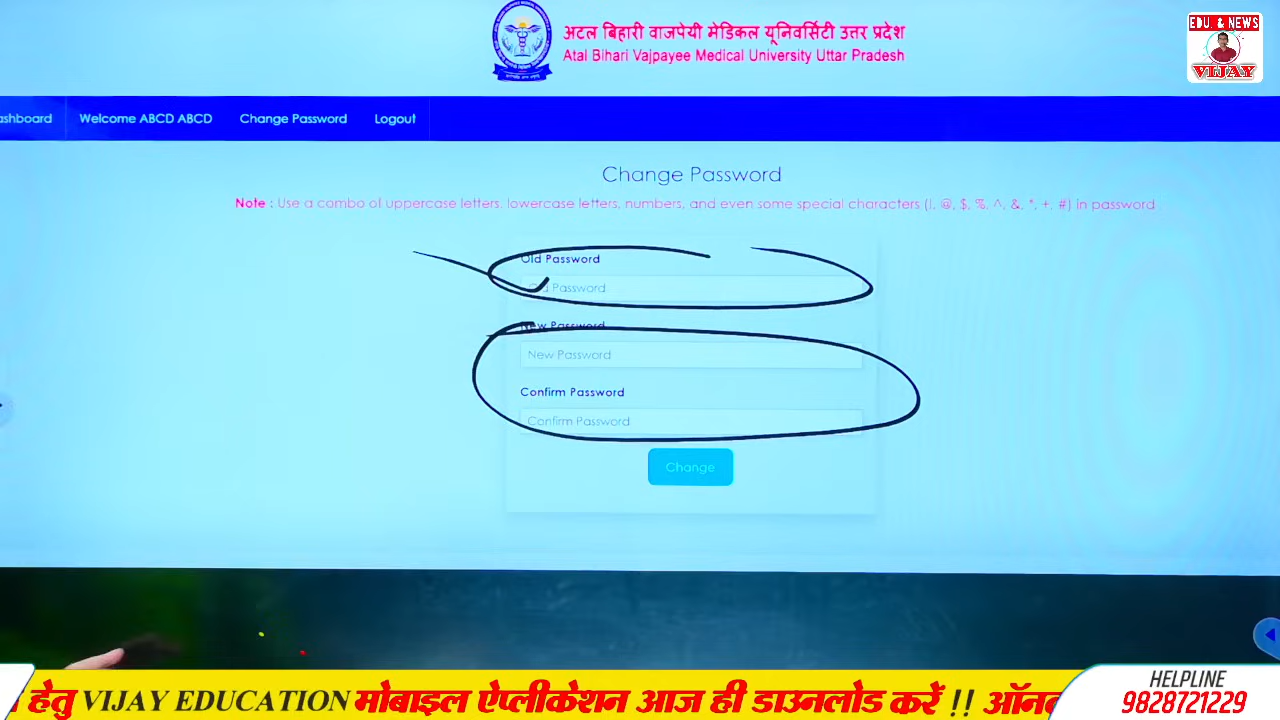 अटल बिहारी वाजपेयी मेडिकल यूनिवर्सिटी उत्तर प्रदेश
Atal Bihari Vajpayee Medical University Uttar Pradesh
EDU. & NEWS
VIJAY
ashboard Welcome ABCD ABCD Change Password Logout
Change Password
Note : Use a combo of uppercase letters, lowercase letters, numbers, and even some special characters (!, @, $, %, ^, &, *, +, #) in password
Old Password
Old Password
New Password
New Password
Confirm Password
Confirm Password
Change
हेतु VIJAY EDUCATION मोबाइल ऐप्लीकेशन आज ही डाउनलोड करें !!
HELPLINE
9828721229